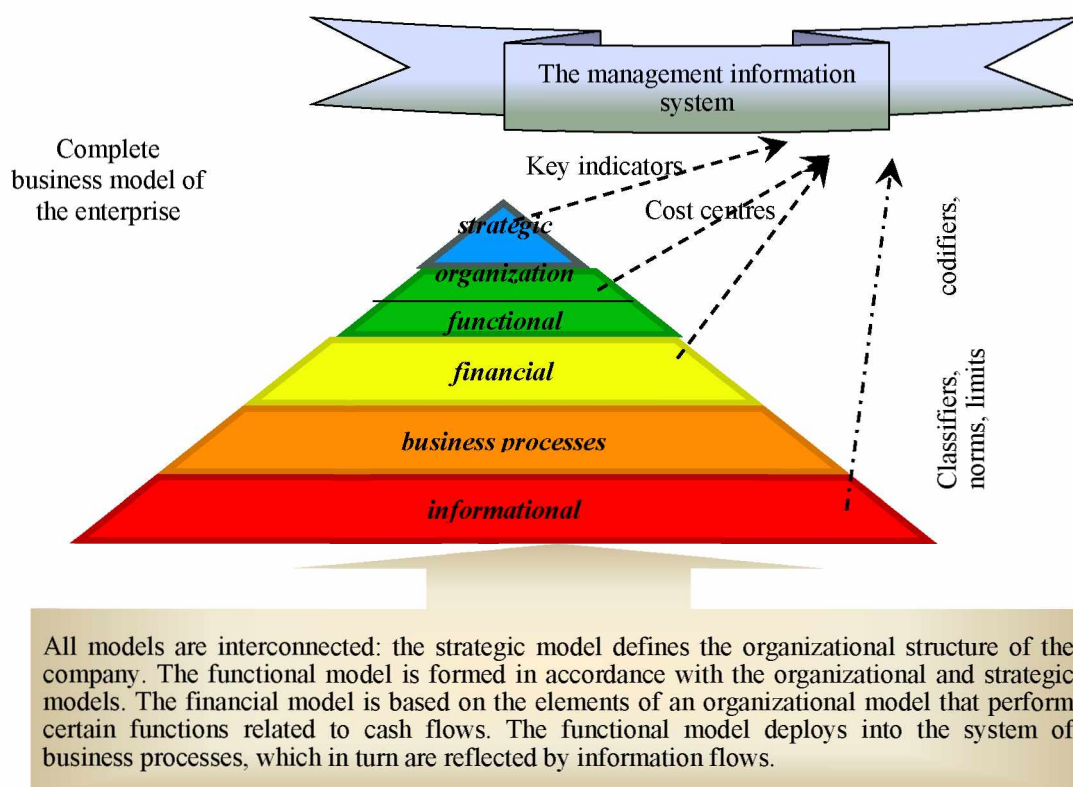 The management information
system
Complete
business model of
the enterprise
Key indicators
Cost centres
codifiers,
Classifiers,
norms, limits
strategic
organization
functional
financial
business processes
informational
All models are interconnected: the strategic model defines the organizational structure of the
company. The functional model is formed in accordance with the organizational and strategic
models. The financial model is based on the elements of an organizational model that perform
certain functions related to cash flows. The functional model deploys into the system of
business processes, which in turn are reflected by information flows.